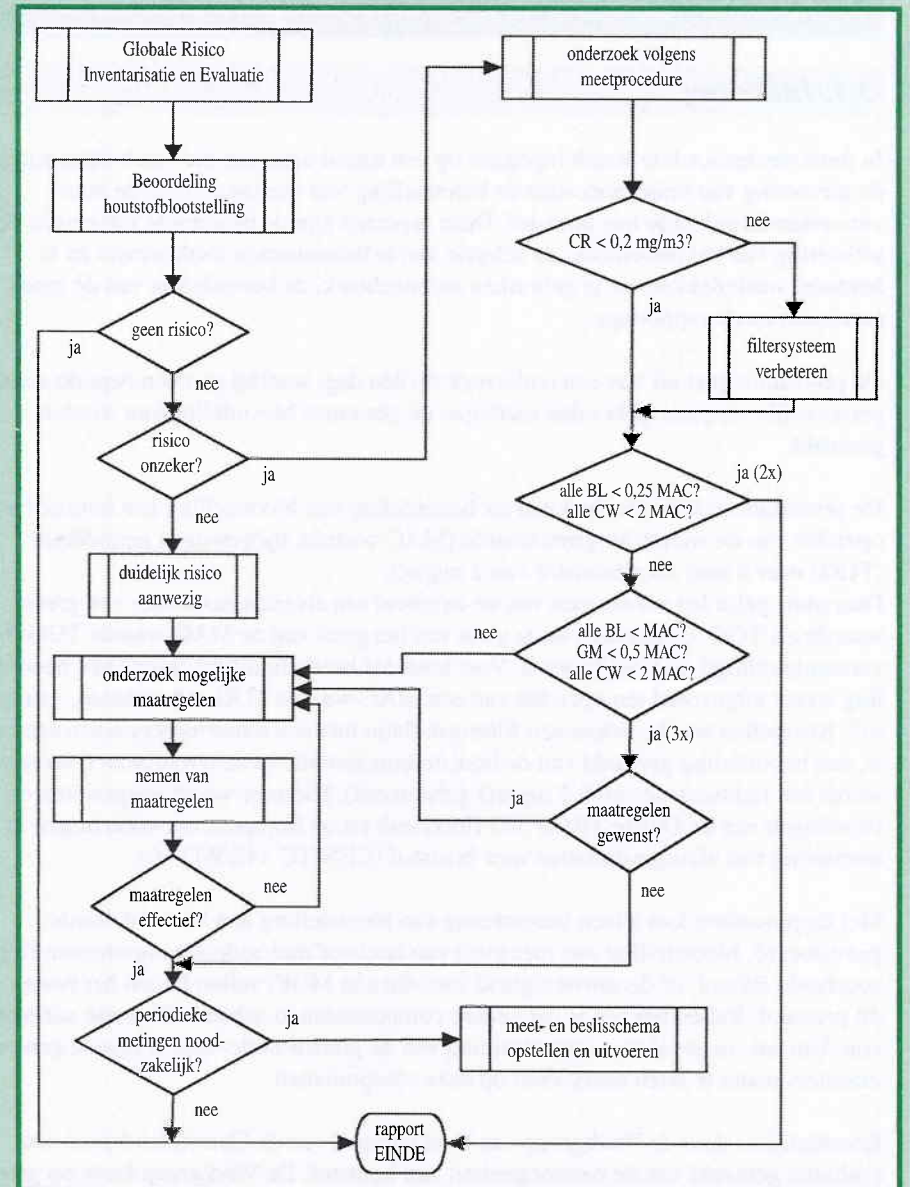 Globale Risico
Inventarisatie en Evaluatie
Beoordeling
houtstofblootstelling
geen risico?
ja
nee
risico
onzeker?
ja
nee
duidelijk risico
aanwezig
onderzoek mogelijke
maatregelen
nemen van
maatregelen
maatregelen
effectief?
nee
ja
periodieke
metingen nood-
zakelijk?
ja
nee
onderzoek volgens
meetprocedure
CR < 0,2 mg/m3?
nee
ja
filtersysteem
verbeteren
alle BL < 0,25 MAC?
alle CW < 2 MAC?
ja (2x)
nee
alle BL < MAC?
GM < 0,5 MAC?
alle CW < 2 MAC?
nee
ja (3x)
maatregelen
gewenst?
ja
nee
meet- en beslisschema
opstellen en uitvoeren
rapport
EINDE